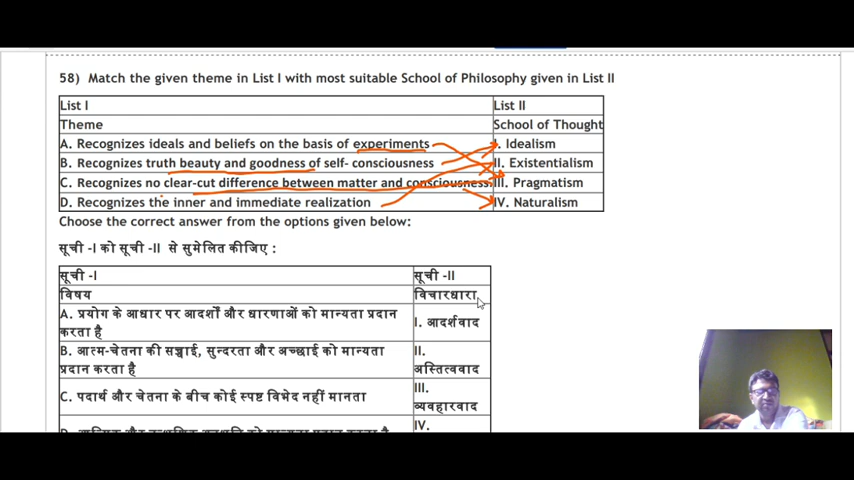 58) Match the given theme in List I with most suitable School of Philosophy given in List II
List I List II
Theme School of Thought
A. Recognizes ideals and beliefs on the basis of experiments I. Idealism
B. Recognizes truth beauty and goodness of self- consciousness II. Existentialism
C. Recognizes no clear-cut difference between matter and consciousness. III. Pragmatism
D. Recognizes the inner and immediate realization IV. Naturalism
Choose the correct answer from the options given below:
सूची -I को सूची -II से सुमेलित कीजिए :
सूची -I सूची -II
विषय विचारधारा
A. प्रयोग के आधार पर आदर्शों और धारणाओं को मान्यता प्रदान करता है I. आदर्शवाद
B. आत्म-चेतना की सच्चाई, सुन्दरता और अच्छाई को मान्यता प्रदान करता है II. अस्तित्ववाद
C. पदार्थ और चेतना के बीच कोई स्पष्ट विभेद नहीं मानता III. व्यवहारवाद
IV.